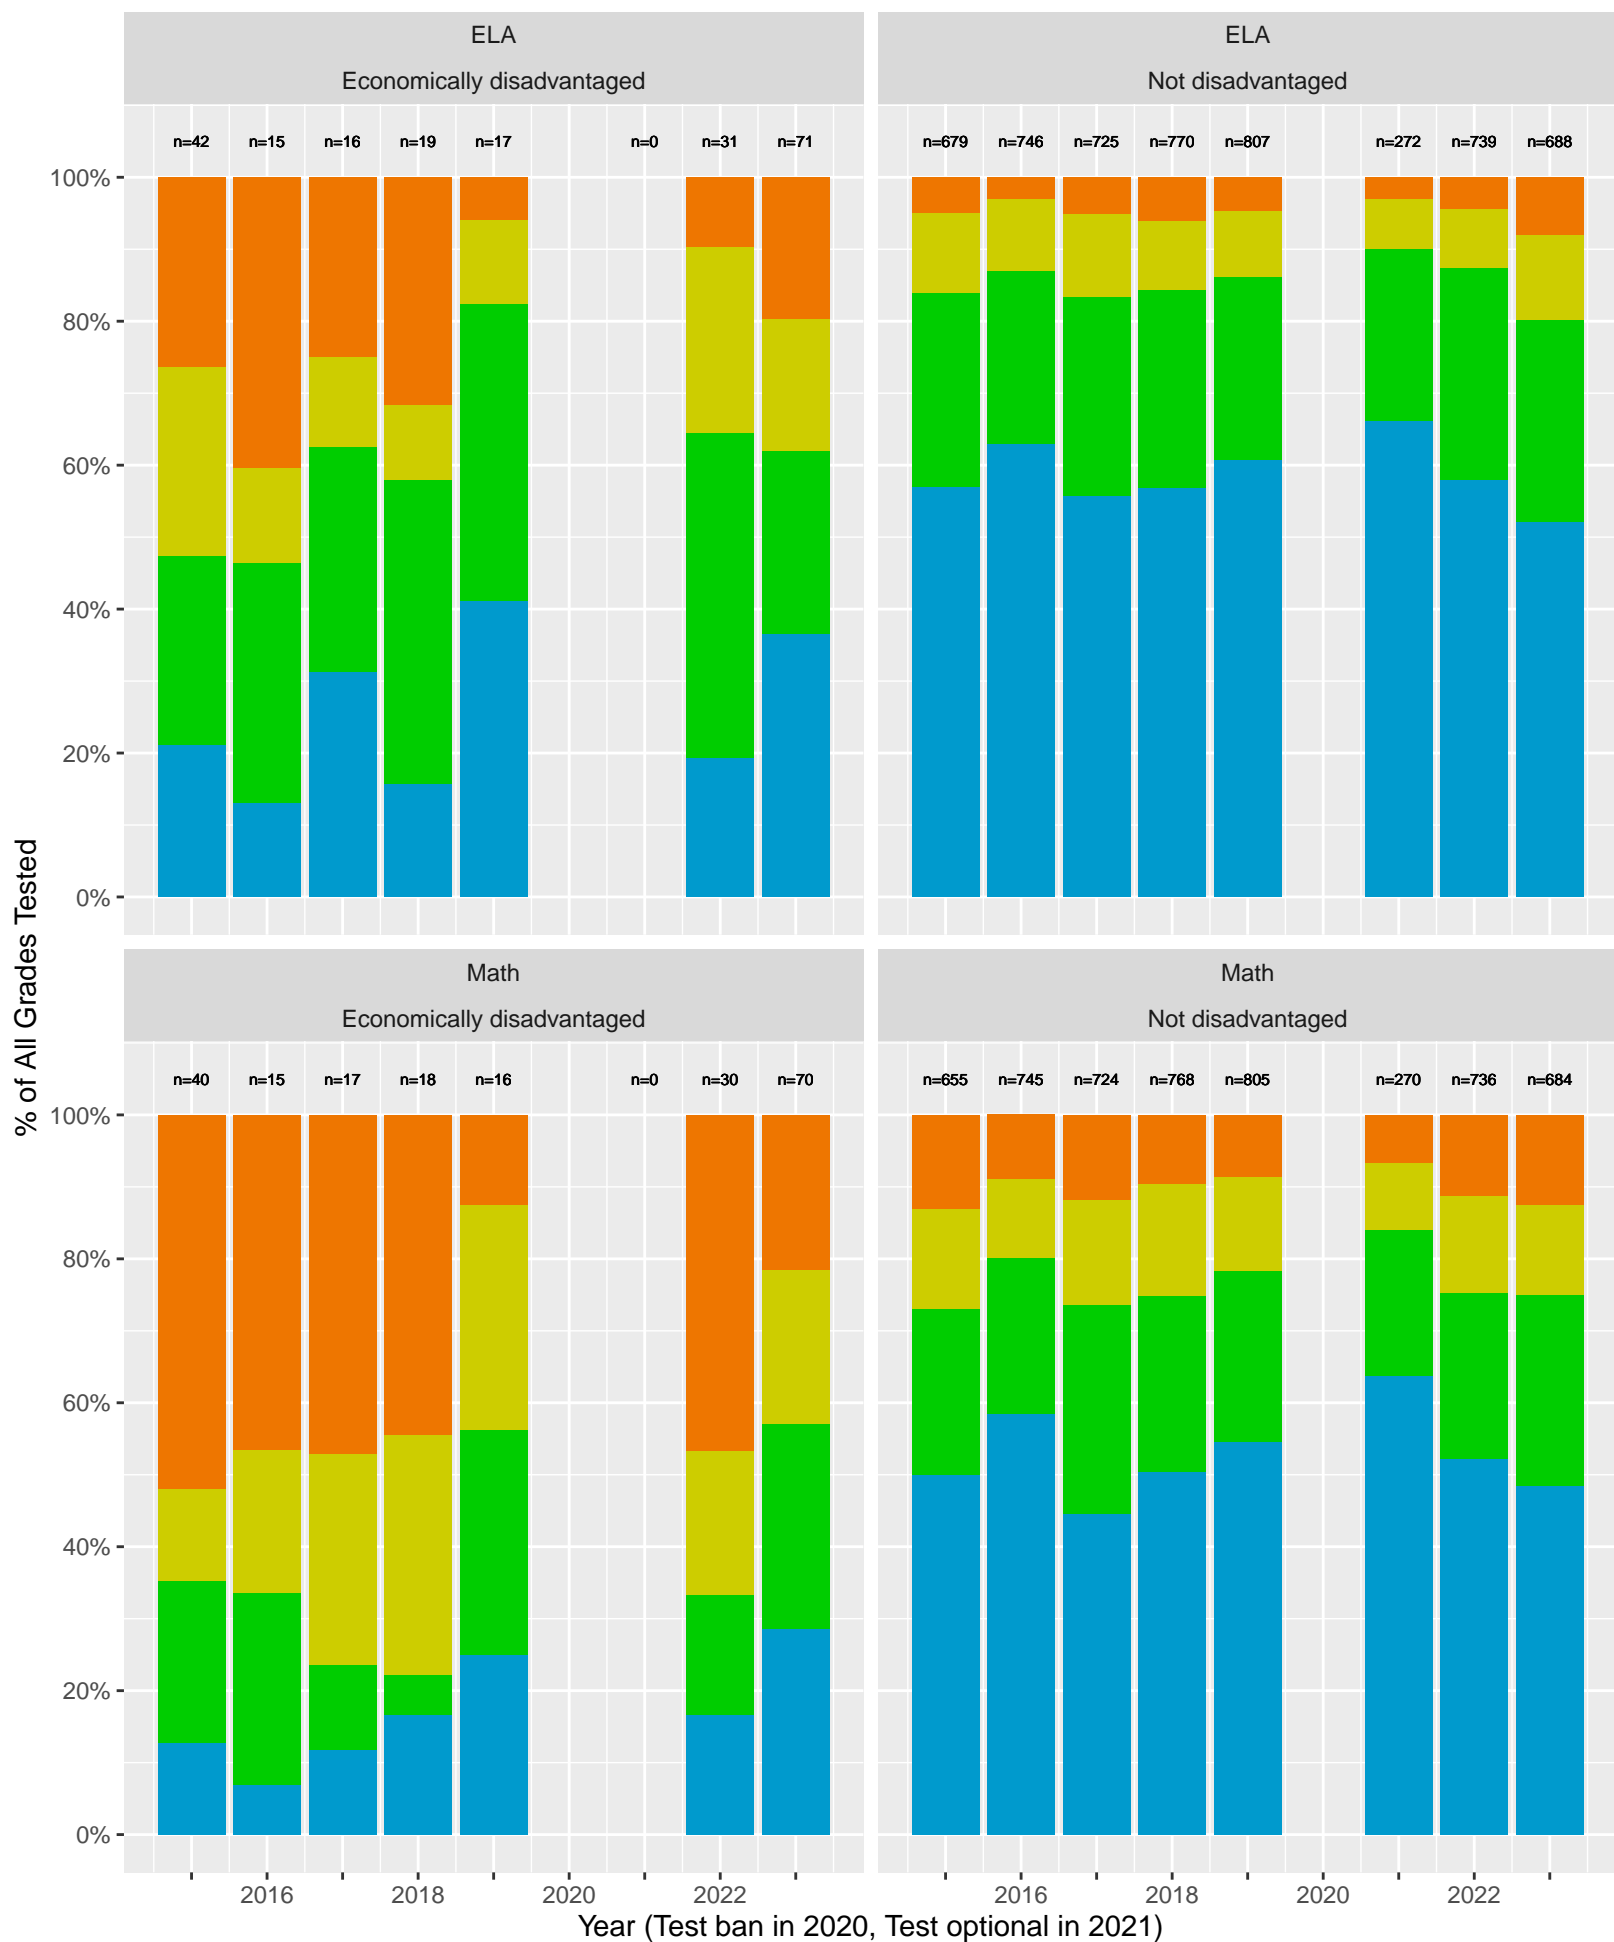 ELA
ELA
Economically disadvantaged
Not disadvantaged
n=42 n=15 n=16 n=19 n=17 n=0 n=31 n=71
n=679 n=746 n=725 n=770 n=807 n=272 n=739 n=688
100%
80%
60%
40%
20%
0%
% of All Grades Tested
Math
Math
Economically disadvantaged
Not disadvantaged
n=40 n=15 n=17 n=18 n=16 n=0 n=30 n=70
n=655 n=745 n=724 n=768 n=805 n=270 n=736 n=684
100%
80%
60%
40%
20%
0%
2016 2018 2020 2022
2016 2018 2020 2022
Year (Test ban in 2020, Test optional in 2021)